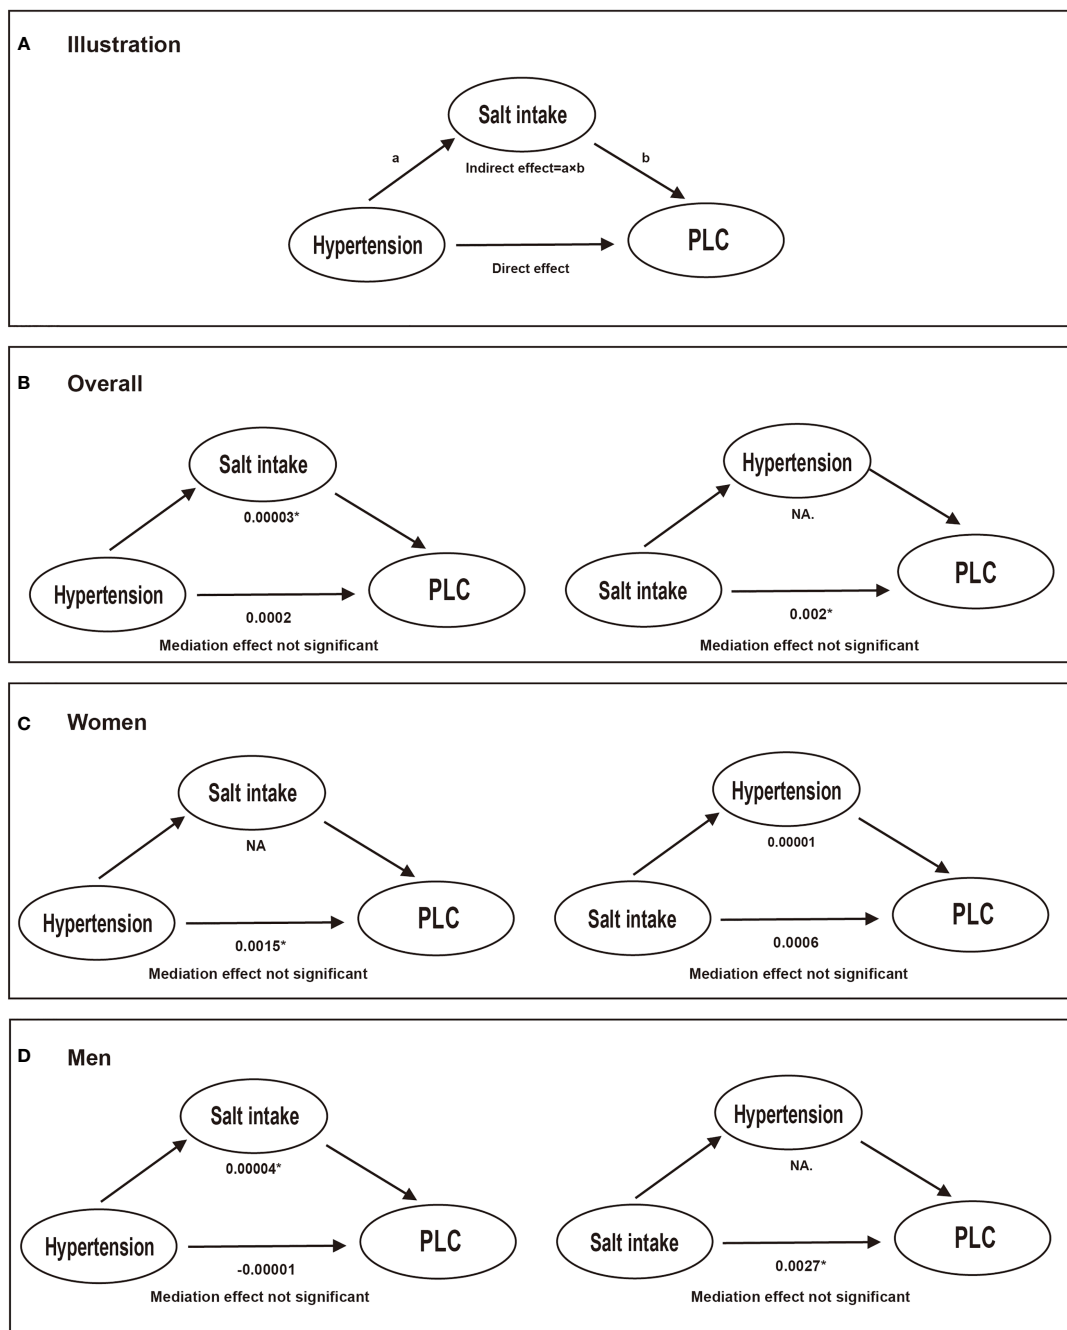 A Illustration
Salt intake
a
b
Indirect effect=a×b
Hypertension
PLC
Direct effect
B Overall
Salt intake
0.00003*
Hypertension
PLC
0.0002
Mediation effect not significant
Hypertension
NA.
Salt intake
PLC
0.002*
Mediation effect not significant
C Women
Salt intake
NA
Hypertension
PLC
0.0015*
Mediation effect not significant
Hypertension
0.00001
Salt intake
PLC
0.0006
Mediation effect not significant
D Men
Salt intake
0.00004*
Hypertension
PLC
-0.00001
Mediation effect not significant
Hypertension
NA.
Salt intake
PLC
0.0027*
Mediation effect not significant